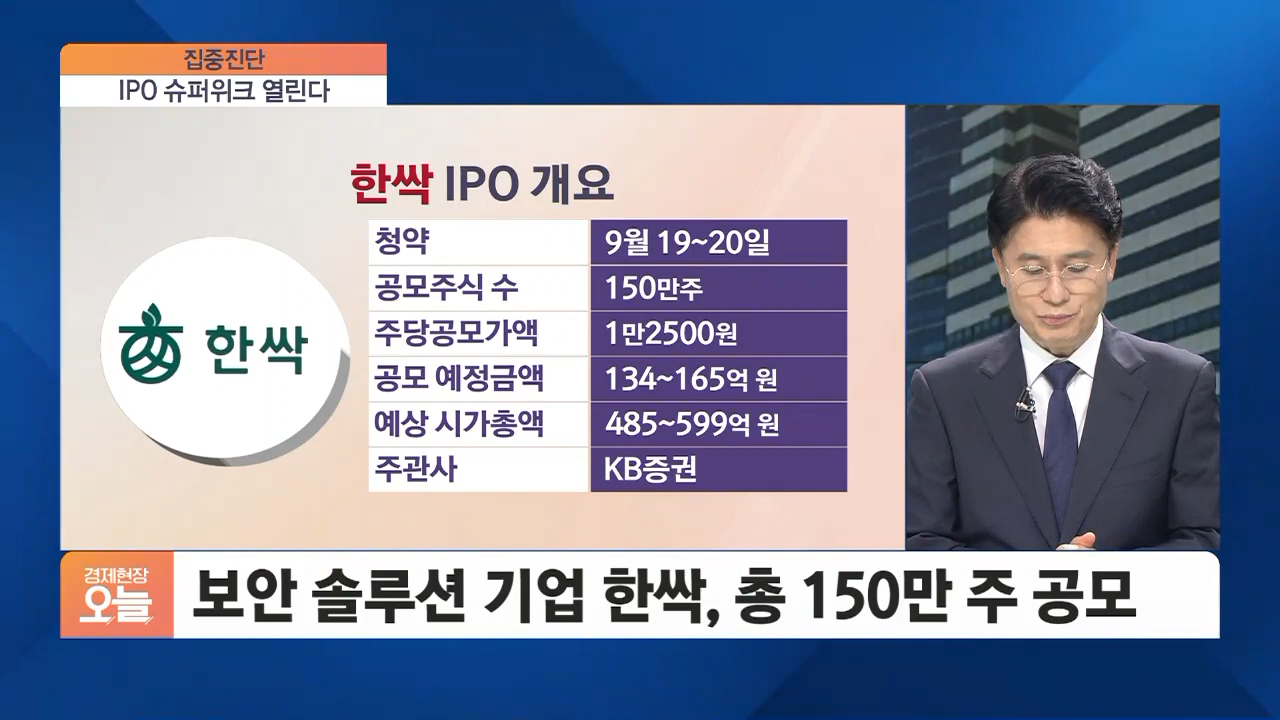 집중진단
IPO 슈퍼위크 열린다
한싹 IPO 개요
한싹
청약 9월 19~20일
공모주식 수 150만주
주당공모가액 1만2500원
공모 예정금액 134~165억 원
예상 시가총액 485~599억 원
주관사 KB증권
경제현장
오늘
보안 솔루션 기업 한싹, 총 150만 주 공모